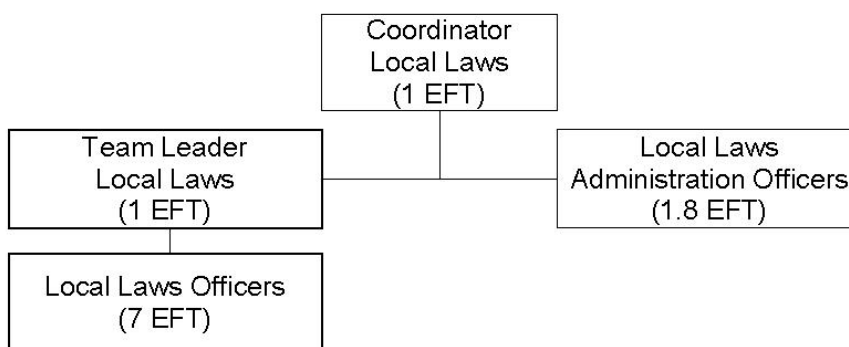 Coordinator
Local Laws
(1 EFT)
Team Leader
Local Laws
(1 EFT)
Local Laws
Administration Officers
(1.8 EFT)
Local Laws Officers
(7 EFT)